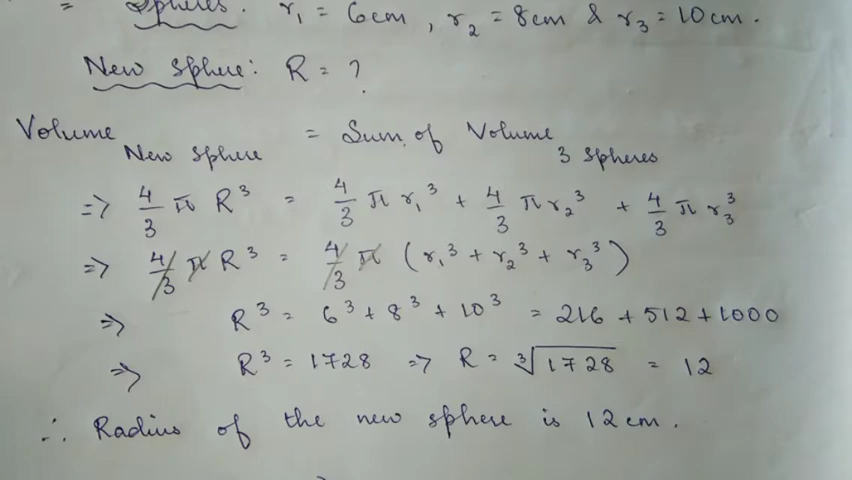 = Spheres. r₁ = 6cm, r₂ = 8cm & r₃ = 10cm.
New Sphere: R = ?
Volume New sphere = Sum of Volume 3 spheres
=> 4/3 π R³ = 4/3 π r₁³ + 4/3 π r₂³ + 4/3 π r₃³
=> 4/3 π R³ = 4/3 π (r₁³ + r₂³ + r₃³)
=> R³ = 6³ + 8³ + 10³ = 216 + 512 + 1000
=> R³ = 1728 => R = ∛1728 = 12
∴ Radius of the new sphere is 12 cm.